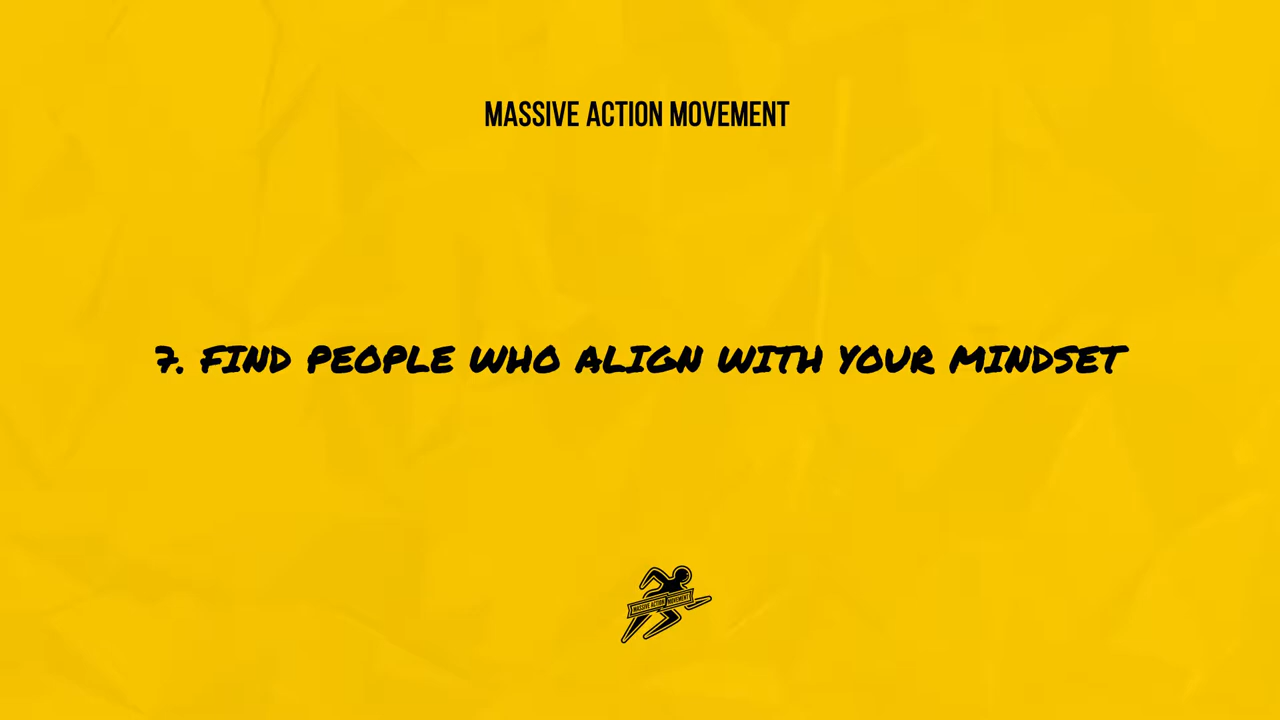 MASSIVE ACTION MOVEMENT
7. FIND PEOPLE WHO ALIGN WITH YOUR MINDSET
MASSIVE ACTION MOVEMENT